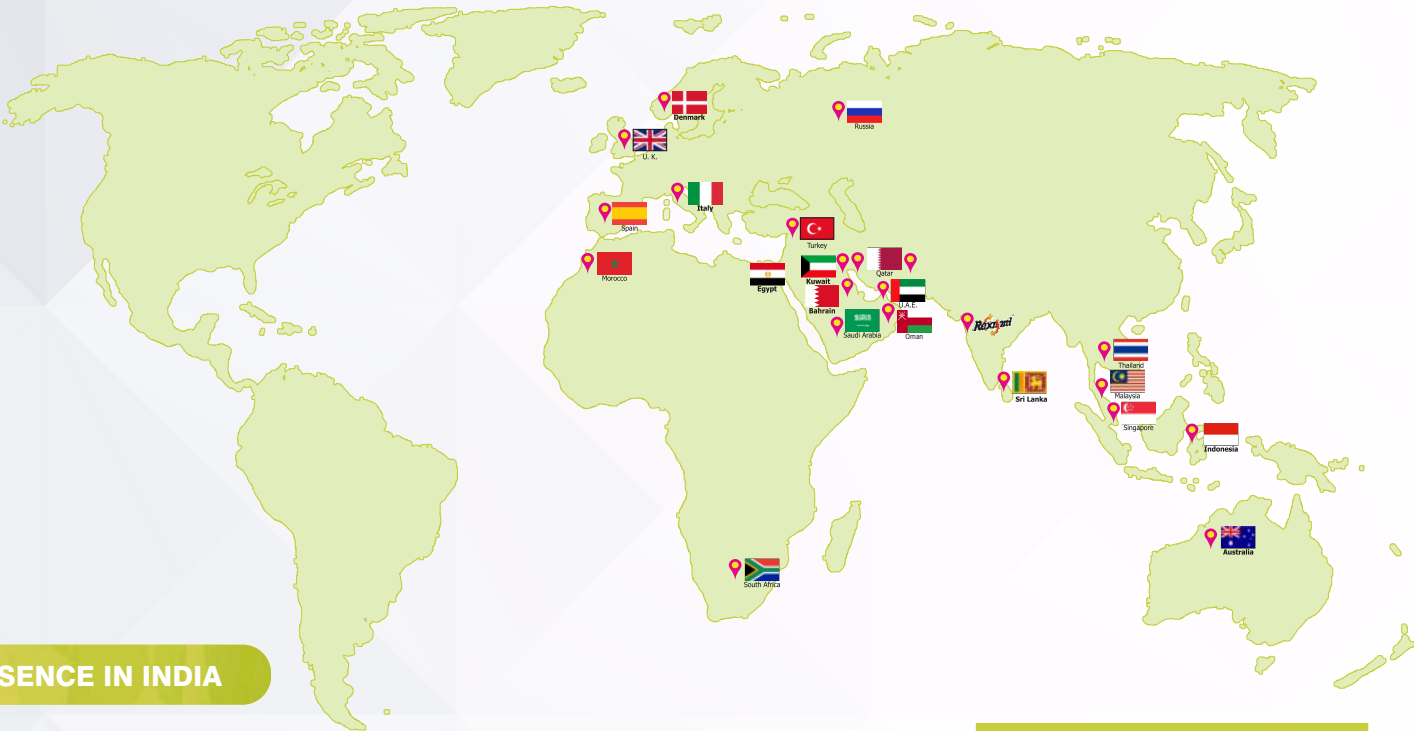 Denmark
Russia
U. K.
Italy
Spain
Turkey
Morocco
Qatar
Kuwait
Egypt
U.A.E.
Bahrain
Saudi Arabia
Oman
Thailand
Malaysia
Sri Lanka
Singapore
Indonesia
Australia
South Africa
SENCE IN INDIA